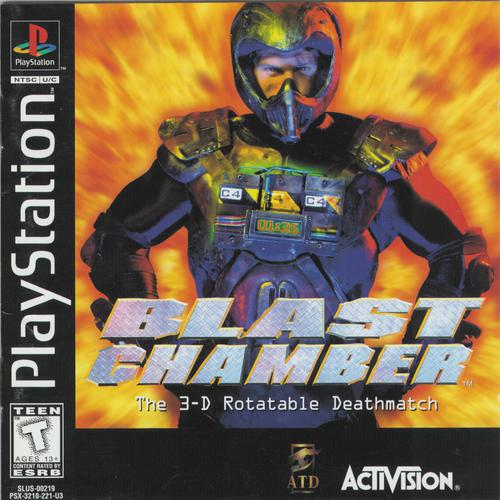 PlayStation
NTSC U/C
PlayStation
C4
C4
01:25
BLAST
CHAMBER™
The 3-D Rotatable Deathmatch
TEEN
T
AGES 13+
CONTENT RATED BY
ESRB
SLUS-00219
PSX-3210-221-U3
ATD
ACTIVISION®